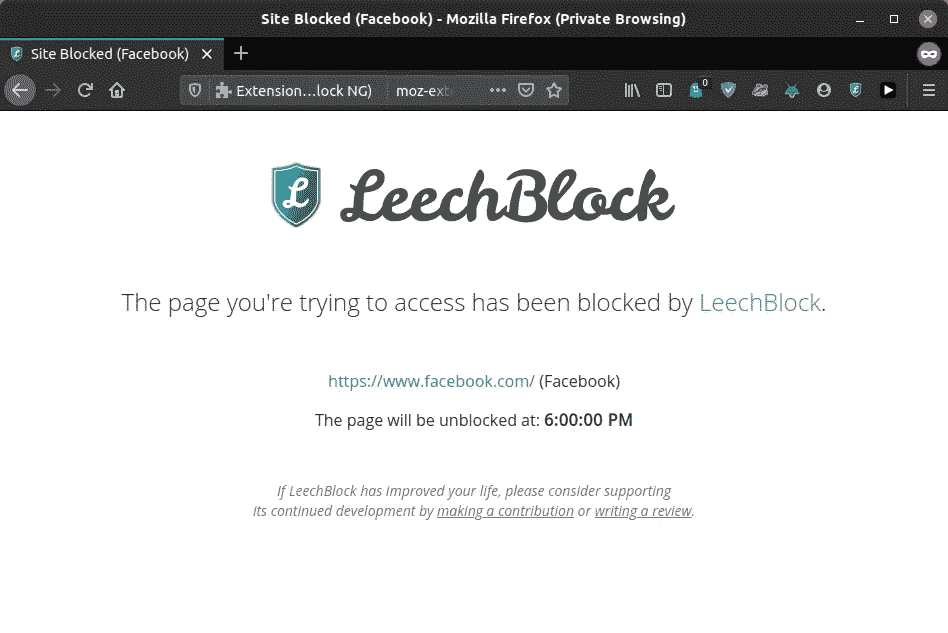 Site Blocked (Facebook) - Mozilla Firefox (Private Browsing)
Site Blocked (Facebook)
Extension...lock NG) moz-ext
0
LeechBlock
The page you're trying to access has been blocked by LeechBlock.
https://www.facebook.com/ (Facebook)
The page will be unblocked at: 6:00:00 PM
If LeechBlock has improved your life, please consider supporting
its continued development by making a contribution or writing a review.